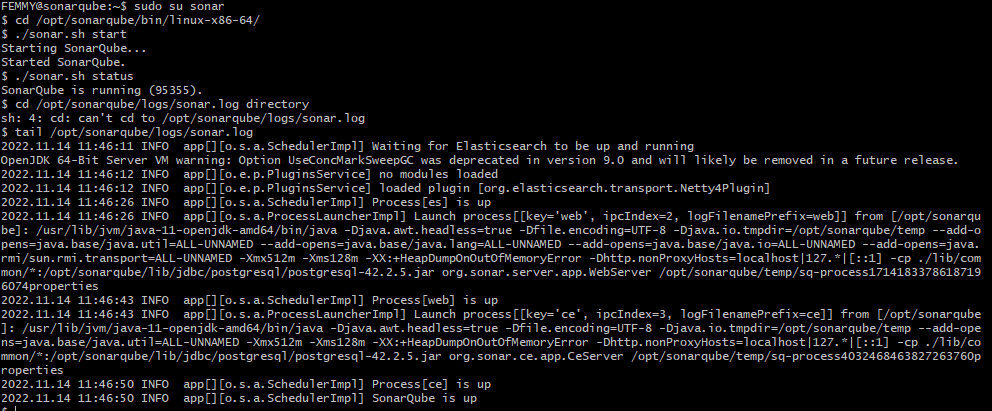 FEMMY@sonarqube:~$ sudo su sonar
$ cd /opt/sonarqube/bin/linux-x86-64/
$ ./sonar.sh start
Starting SonarQube...
Started SonarQube.
$ ./sonar.sh status
SonarQube is running (95355).
$ cd /opt/sonarqube/logs/sonar.log directory
sh: 4: cd: can't cd to /opt/sonarqube/logs/sonar.log
$ tail /opt/sonarqube/logs/sonar.log
2022.11.14 11:46:11 INFO  app[][o.s.a.SchedulerImpl] Waiting for Elasticsearch to be up and running
OpenJDK 64-Bit Server VM warning: Option UseConcMarkSweepGC was deprecated in version 9.0 and will likely be removed in a future release.
2022.11.14 11:46:12 INFO  app[][o.e.p.PluginsService] no modules loaded
2022.11.14 11:46:12 INFO  app[][o.e.p.PluginsService] loaded plugin [org.elasticsearch.transport.Netty4Plugin]
2022.11.14 11:46:26 INFO  app[][o.s.a.SchedulerImpl] Process[es] is up
2022.11.14 11:46:26 INFO  app[][o.s.a.ProcessLauncherImpl] Launch process[[key='web', ipcIndex=2, logFilenamePrefix=web]] from [/opt/sonarqu
be]: /usr/lib/jvm/java-11-openjdk-amd64/bin/java -Djava.awt.headless=true -Dfile.encoding=UTF-8 -Djava.io.tmpdir=/opt/sonarqube/temp --add-o
pens=java.base/java.util=ALL-UNNAMED --add-opens=java.base/java.lang=ALL-UNNAMED --add-opens=java.base/java.io=ALL-UNNAMED --add-opens=java.
rmi/sun.rmi.transport=ALL-UNNAMED -Xmx512m -Xms128m -XX:+HeapDumpOnOutOfMemoryError -Dhttp.nonProxyHosts=localhost|127.*|[::1] -cp ./lib/com
mon/*:/opt/sonarqube/lib/jdbc/postgresql/postgresql-42.2.5.jar org.sonar.server.app.WebServer /opt/sonarqube/temp/sq-process1714183378618719
6074properties
2022.11.14 11:46:43 INFO  app[][o.s.a.SchedulerImpl] Process[web] is up
2022.11.14 11:46:43 INFO  app[][o.s.a.ProcessLauncherImpl] Launch process[[key='ce', ipcIndex=3, logFilenamePrefix=ce]] from [/opt/sonarqube
]: /usr/lib/jvm/java-11-openjdk-amd64/bin/java -Djava.awt.headless=true -Dfile.encoding=UTF-8 -Djava.io.tmpdir=/opt/sonarqube/temp --add-ope
ns=java.base/java.util=ALL-UNNAMED -Xmx512m -Xms128m -XX:+HeapDumpOnOutOfMemoryError -Dhttp.nonProxyHosts=localhost|127.*|[::1] -cp ./lib/co
mmon/*:/opt/sonarqube/lib/jdbc/postgresql/postgresql-42.2.5.jar org.sonar.ce.app.CeServer /opt/sonarqube/temp/sq-process4032468463827263760p
roperties
2022.11.14 11:46:50 INFO  app[][o.s.a.SchedulerImpl] Process[ce] is up
2022.11.14 11:46:50 INFO  app[][o.s.a.SchedulerImpl] SonarQube is up
$